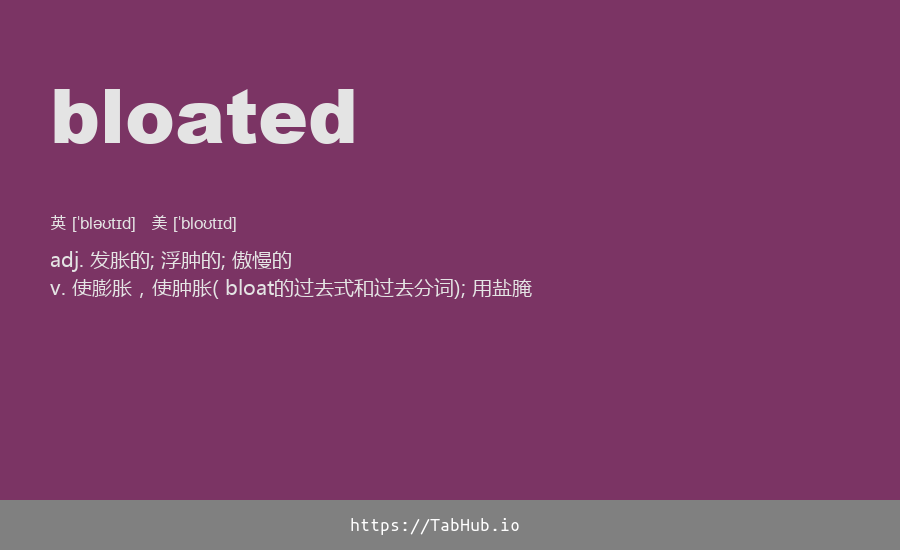 bloated
英 [ˈbləʊtɪd] 美 [ˈbloʊtɪd]
adj. 发胀的; 浮肿的; 傲慢的
v. 使膨胀，使肿胀( bloat的过去式和过去分词); 用盐腌
https://TabHub.io